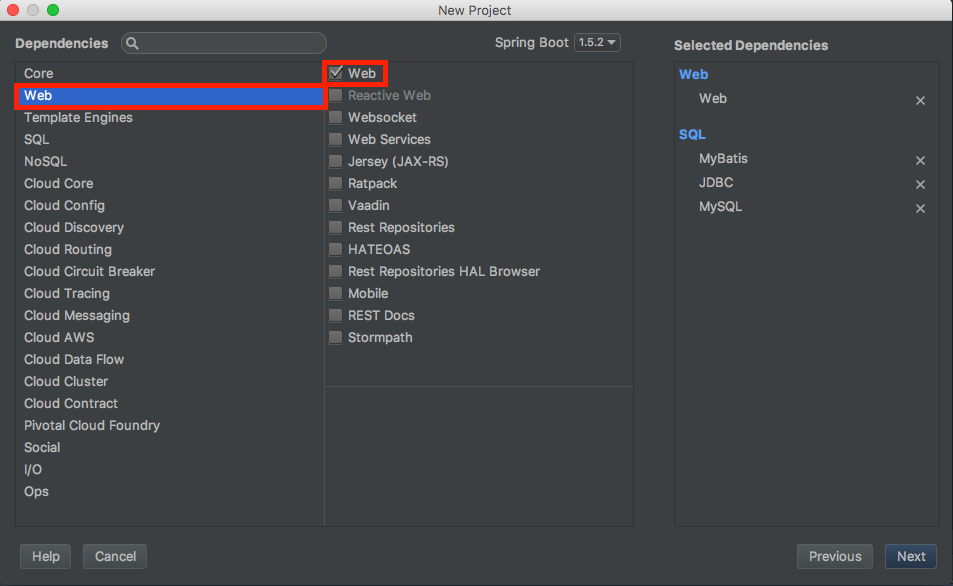 New Project
Dependencies
Spring Boot 1.5.2
Core
Web
Template Engines
SQL
NoSQL
Cloud Core
Cloud Config
Cloud Discovery
Cloud Routing
Cloud Circuit Breaker
Cloud Tracing
Cloud Messaging
Cloud AWS
Cloud Data Flow
Cloud Cluster
Cloud Contract
Pivotal Cloud Foundry
Social
I/O
Ops
Web
Reactive Web
Websocket
Web Services
Jersey (JAX-RS)
Ratpack
Vaadin
Rest Repositories
HATEOAS
Rest Repositories HAL Browser
Mobile
REST Docs
Stormpath
Selected Dependencies
Web
Web
SQL
MyBatis
JDBC
MySQL
Help
Cancel
Previous
Next